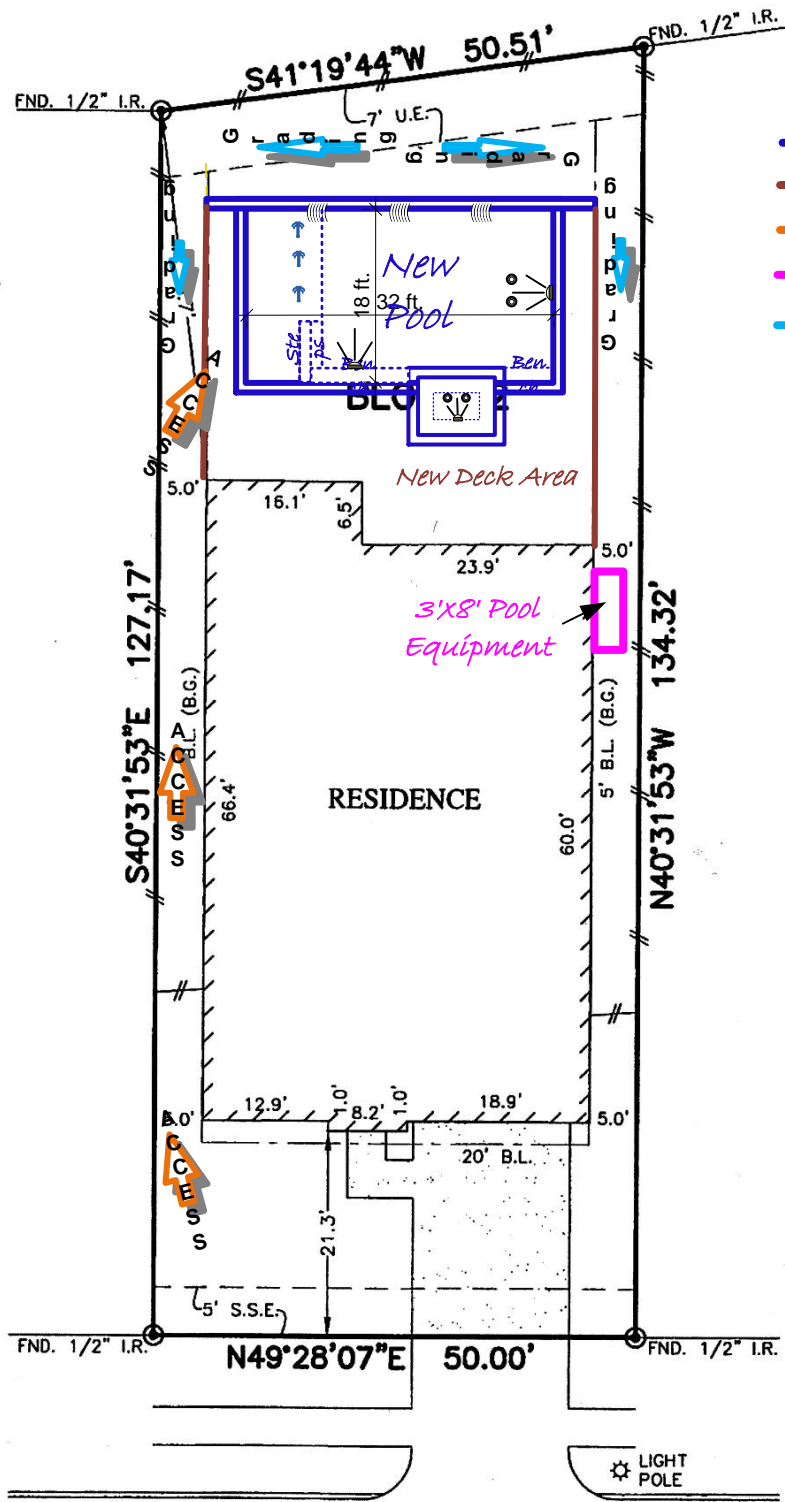 FND. 1/2" I.R.
S41°19'44"W 50.51'
FND. 1/2" I.R.
7' U.E.
Grading
Grading
Grading
Grading
New
Pool
18 ft.
32 ft.
Ste
ps
Ben
Ben
ACCESS
New Deck Area
5.0'
16.1'
6.5'
23.9'
5.0'
3'X8' Pool
Equipment
S40°31'53"E 127.17'
N40°31'53"W 134.32'
B.L. (B.G.)
5' B.L. (B.G.)
ACCESS
66.4'
RESIDENCE
60.0'
12.9'
1.0'
8.2'
1.0'
18.9'
5.0'
5.0'
20' B.L.
ACCESS
21.3'
5' S.S.E.
FND. 1/2" I.R.
N49°28'07"E 50.00'
FND. 1/2" I.R.
LIGHT
POLE